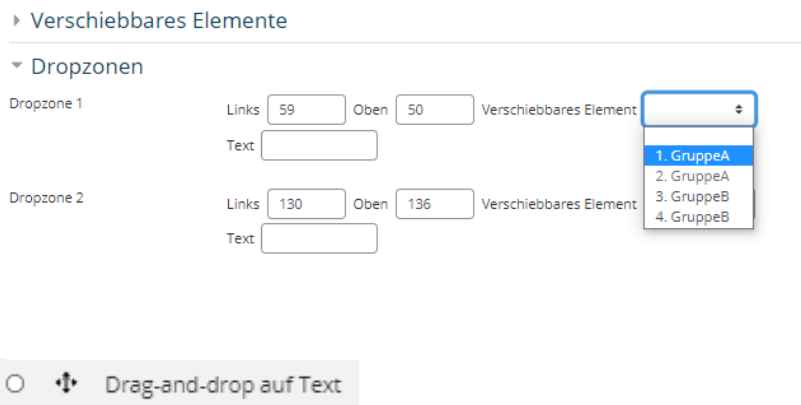 Verschiebbares Elemente
Dropzonen
Dropzone 1
Links 59 Oben 50 Verschiebbares Element
Text
1. GruppeA
2. GruppeA
3. GruppeB
4. GruppeB
Dropzone 2
Links 130 Oben 136 Verschiebbares Element
Text
Drag-and-drop auf Text